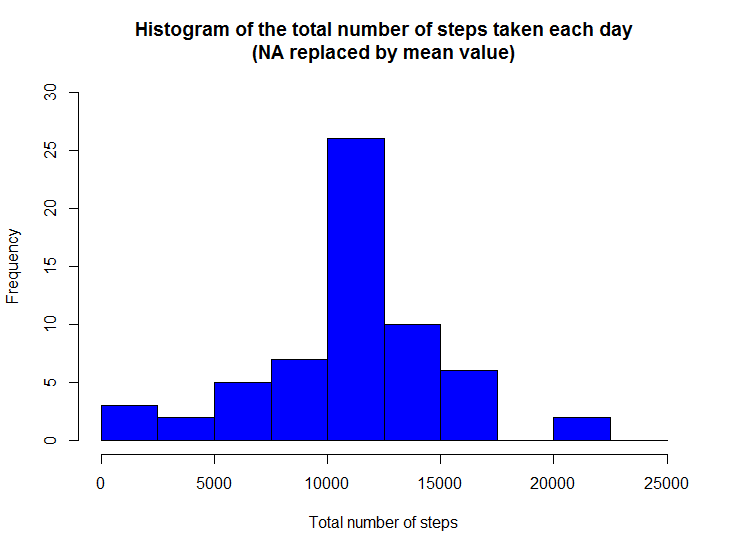 Histogram of the total number of steps taken each day
(NA replaced by mean value)
Frequency
30
25
20
15
10
5
0
0 5000 10000 15000 20000 25000
Total number of steps